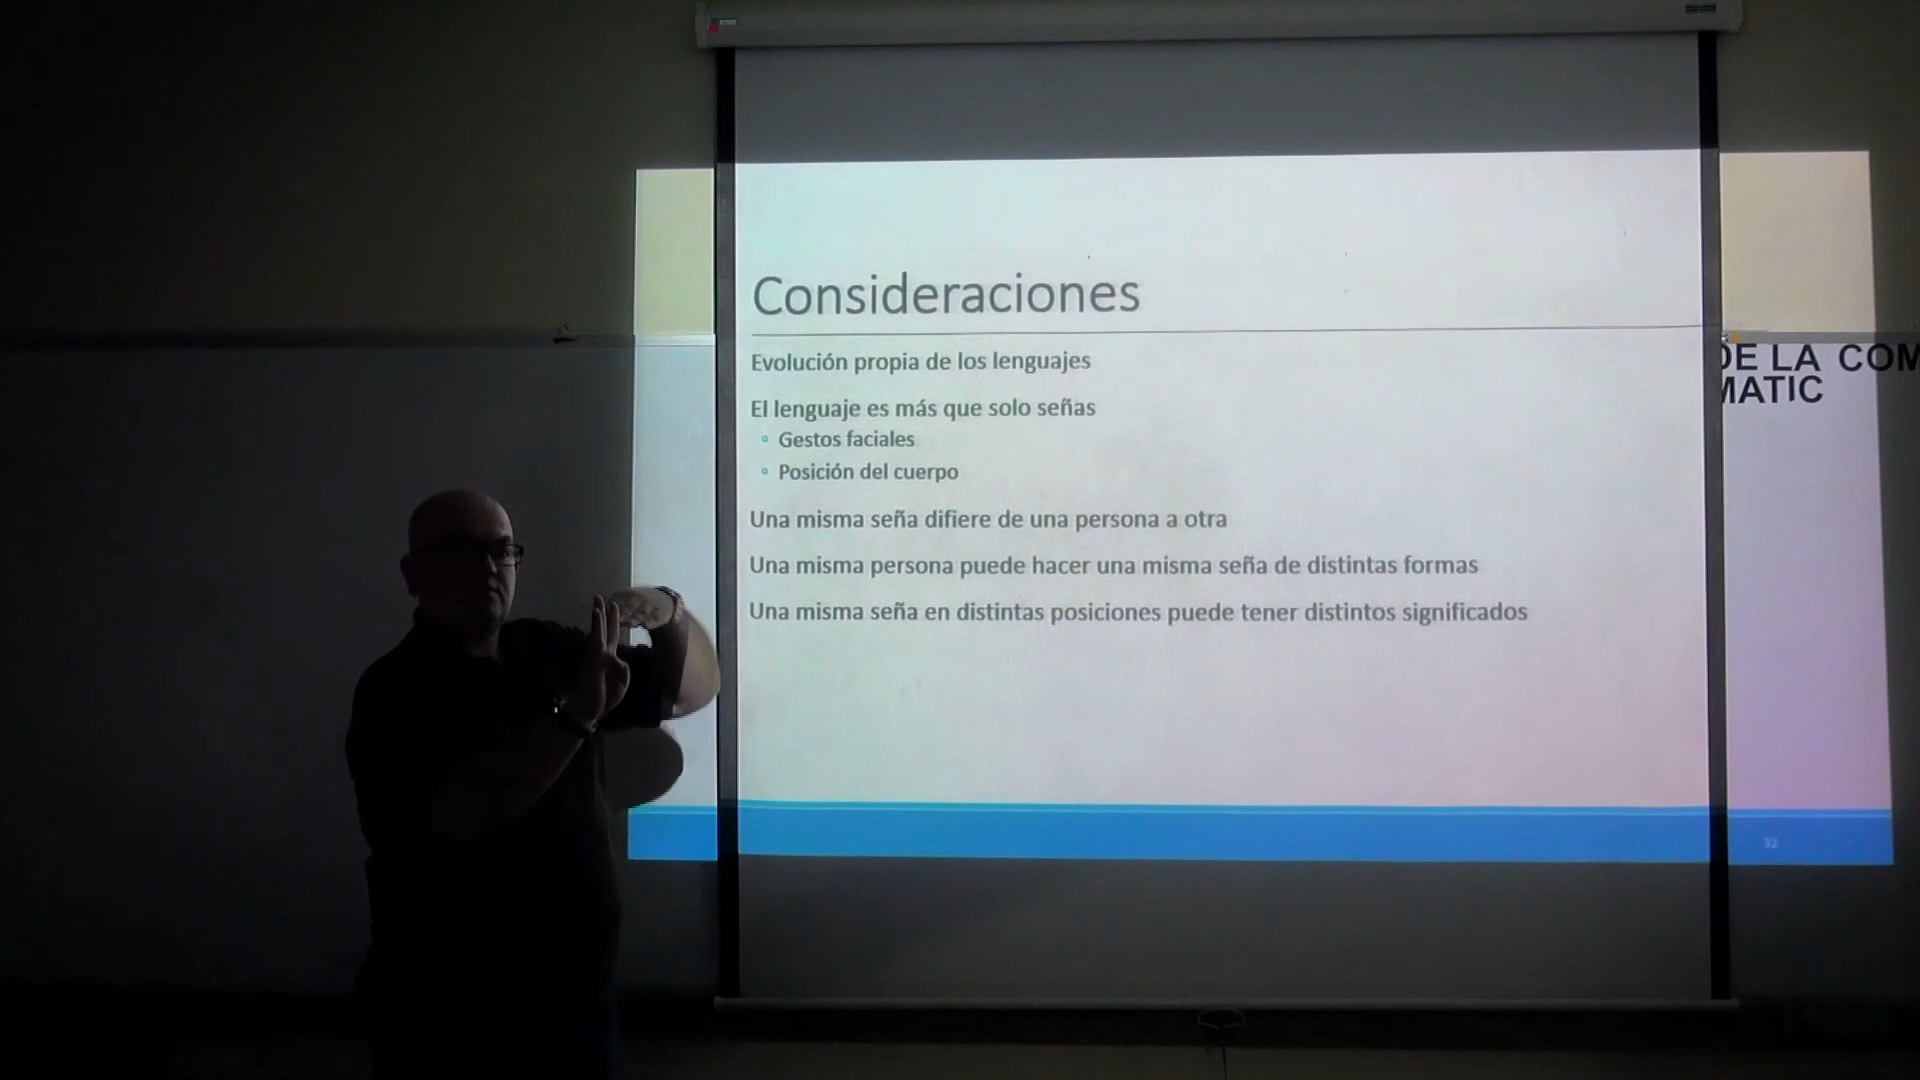 Consideraciones
Evolución propia de los lenguajes
El lenguaje es más que solo señas
Gestos faciales
Posición del cuerpo
Una misma seña difiere de una persona a otra
Una misma persona puede hacer una misma seña de distintas formas
Una misma seña en distintas posiciones puede tener distintos significados
DE LA COM
MATIC
32